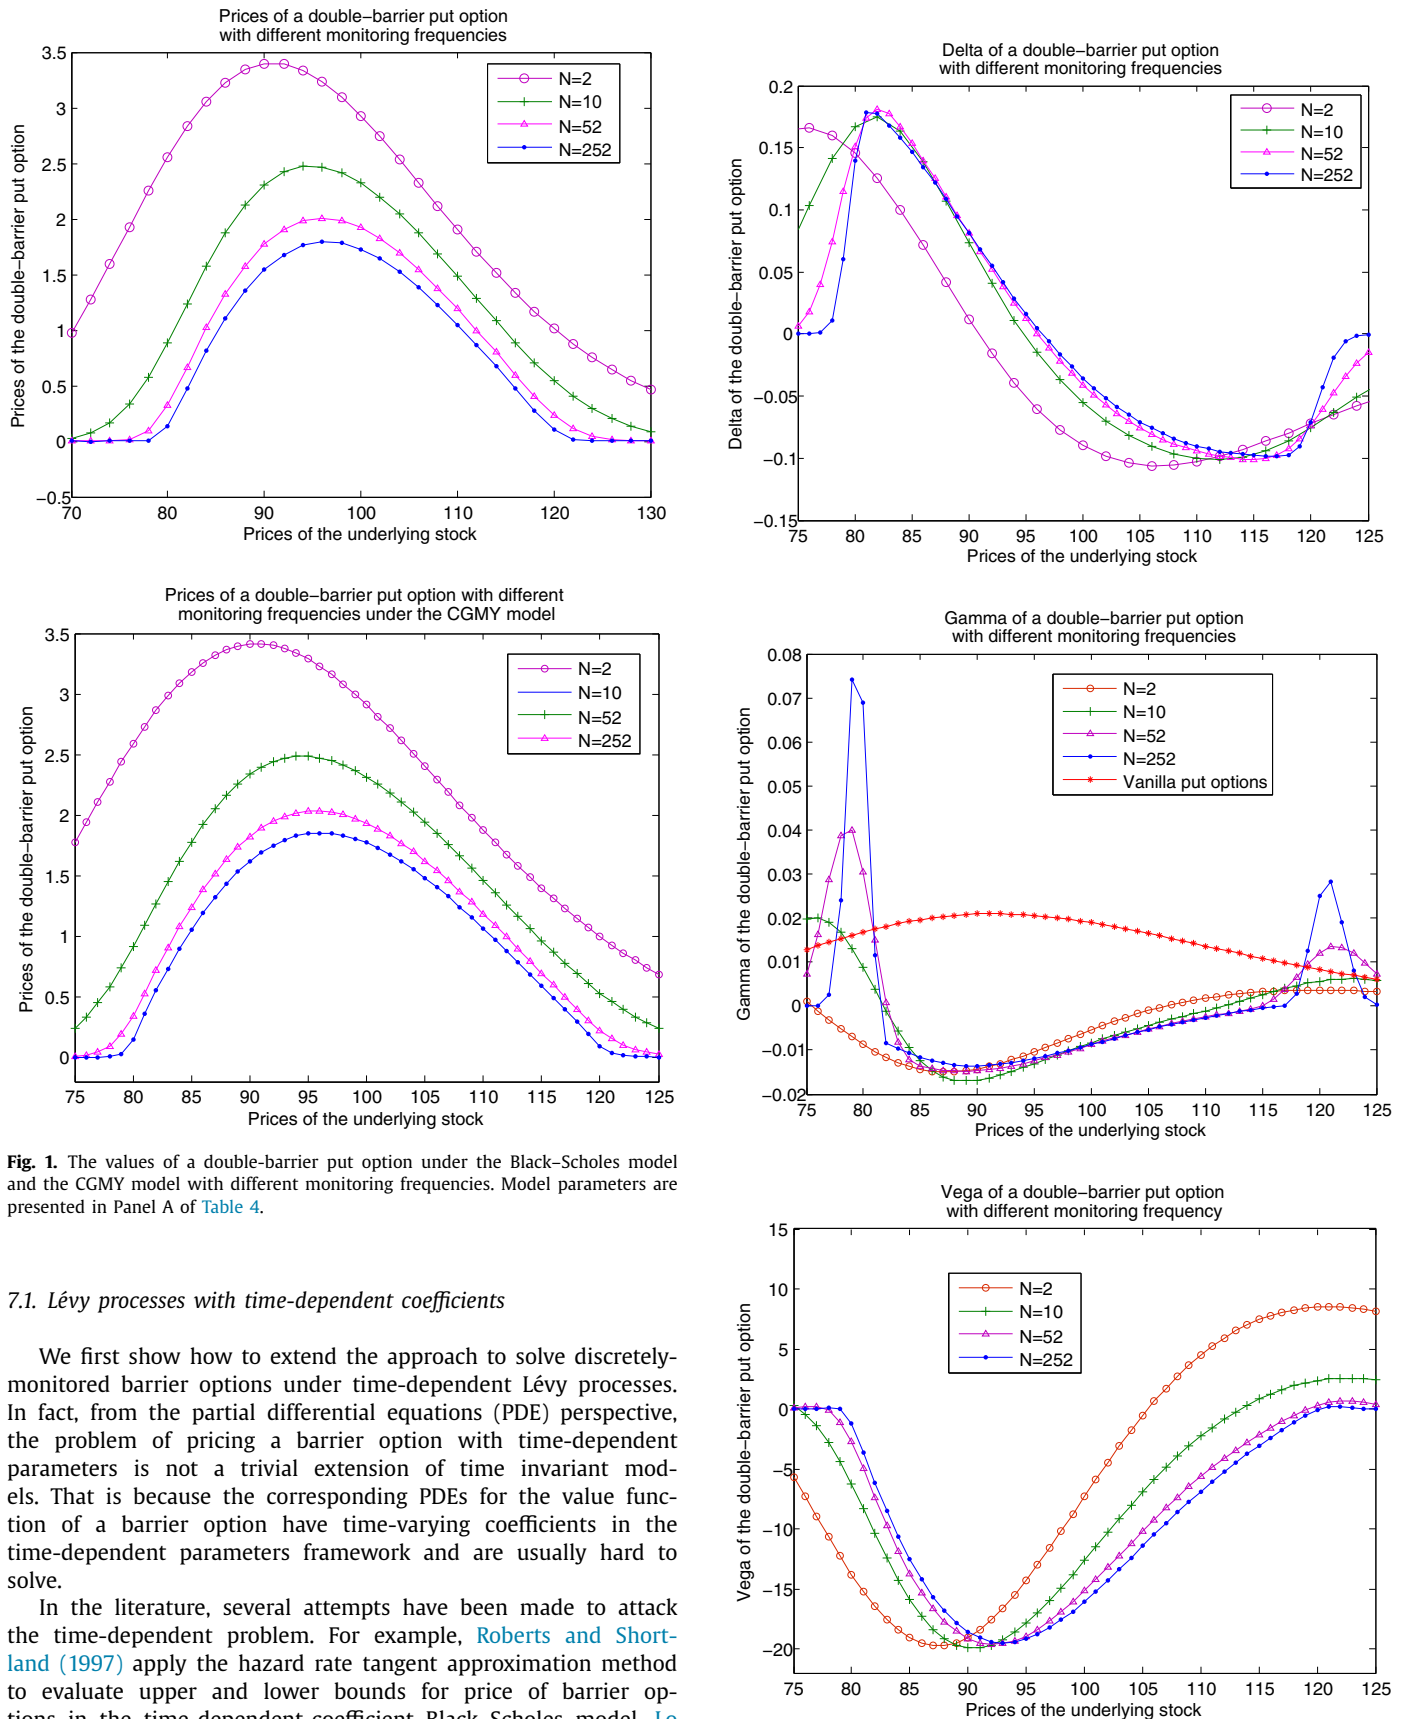 Prices of a double−barrier put option
with different monitoring frequencies
3.5
3
2.5
2
1.5
1
0.5
0
−0.5
Prices of the double−barrier put option
N=2
N=10
N=52
N=252
70 80 90 100 110 120 130
Prices of the underlying stock
Prices of a double−barrier put option with different
monitoring frequencies under the CGMY model
3.5
3
2.5
2
1.5
1
0.5
0
Prices of the double−barrier put option
N=2
N=10
N=52
N=252
75 80 85 90 95 100 105 110 115 120 125
Prices of the underlying stock
Fig. 1. The values of a double-barrier put option under the Black–Scholes model
and the CGMY model with different monitoring frequencies. Model parameters are
presented in Panel A of Table 4.
7.1. Lévy processes with time-dependent coefficients
We first show how to extend the approach to solve discretely-
monitored barrier options under time-dependent Lévy processes.
In fact, from the partial differential equations (PDE) perspective,
the problem of pricing a barrier option with time-dependent
parameters is not a trivial extension of time invariant mod-
els. That is because the corresponding PDEs for the value func-
tion of a barrier option have time-varying coefficients in the
time-dependent parameters framework and are usually hard to
solve.
In the literature, several attempts have been made to attack
the time-dependent problem. For example, Roberts and Short-
land (1997) apply the hazard rate tangent approximation method
to evaluate upper and lower bounds for price of barrier op-
tions in the time-dependent-coefficient Black–Scholes model. Lo
Delta of a double−barrier put option
with different monitoring frequencies
0.2
0.15
0.1
0.05
0
−0.05
−0.1
−0.15
Delta of the double−barrier put option
N=2
N=10
N=52
N=252
75 80 85 90 95 100 105 110 115 120 125
Prices of the underlying stock
Gamma of a double−barrier put option
with different monitoring frequencies
0.08
0.07
0.06
0.05
0.04
0.03
0.02
0.01
0
−0.01
−0.02
Gamma of the double−barrier put option
N=2
N=10
N=52
N=252
Vanilla put options
75 80 85 90 95 100 105 110 115 120 125
Prices of the underlying stock
Vega of a double−barrier put option
with different monitoring frequency
15
10
5
0
−5
−10
−15
−20
Vega of the double−barrier put option
N=2
N=10
N=52
N=252
75 80 85 90 95 100 105 110 115 120 125
Prices of the underlying stock